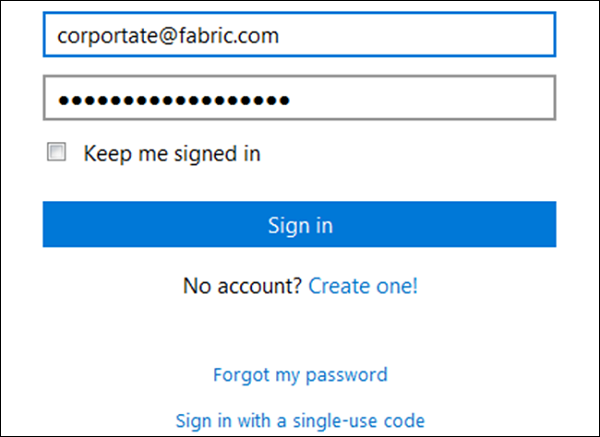 corportate@fabric.com
●●●●●●●●●●●●●●●●●●
Keep me signed in
Sign in
No account? Create one!
Forgot my password
Sign in with a single-use code